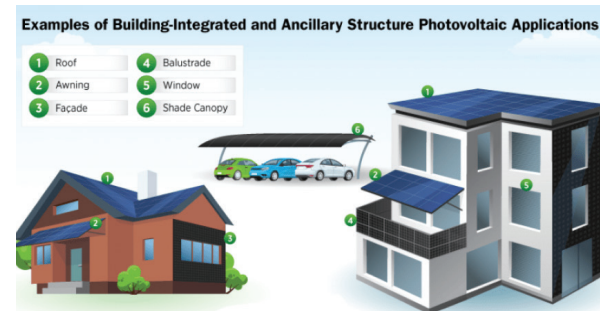 Examples of Building-Integrated and Ancillary Structure Photovoltaic Applications
1 Roof
2 Awning
3 Façade
4 Balustrade
5 Window
6 Shade Canopy
1
2
3
6
1
2
4
5